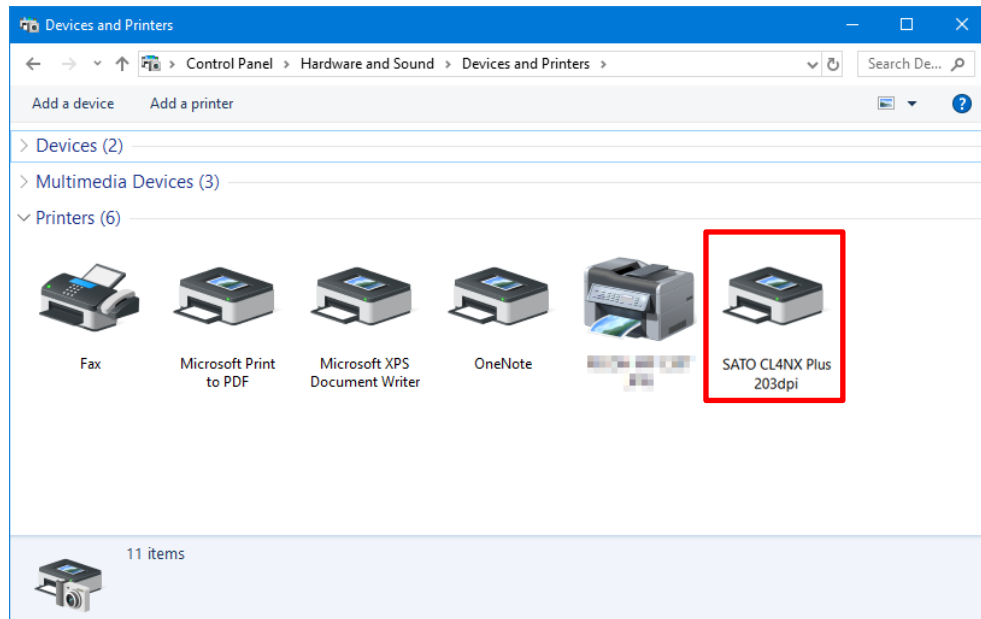 Devices and Printers
Control Panel > Hardware and Sound > Devices and Printers >
Search De...
Add a device Add a printer
?
Devices (2)
Multimedia Devices (3)
Printers (6)
Fax
Microsoft Print
to PDF
Microsoft XPS
Document Writer
OneNote
SATO CL4NX Plus
203dpi
11 items